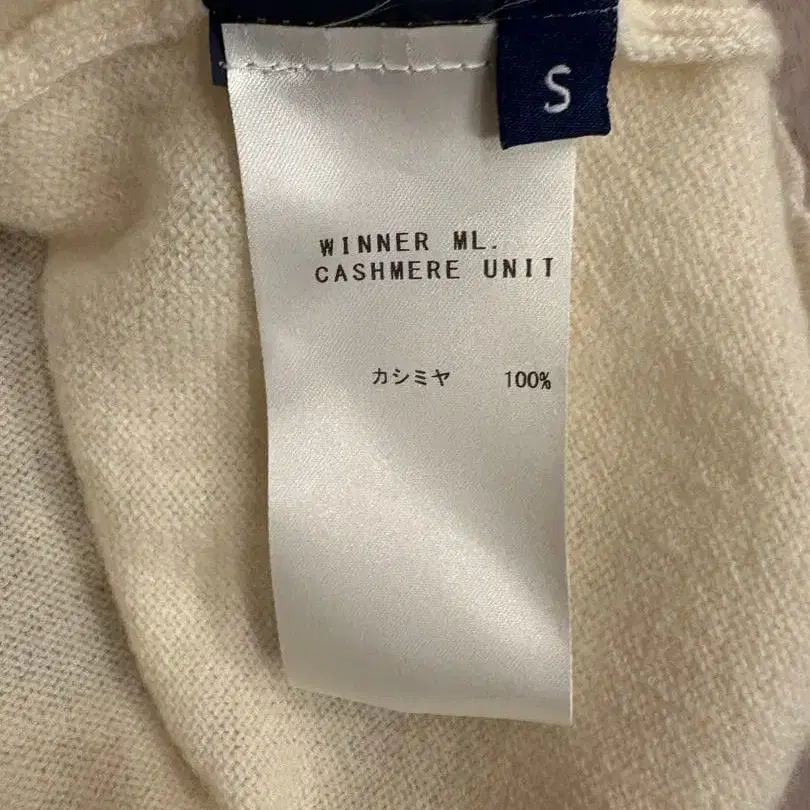 S
WINNER ML.
CASHMERE UNIT
カシミヤ 100%